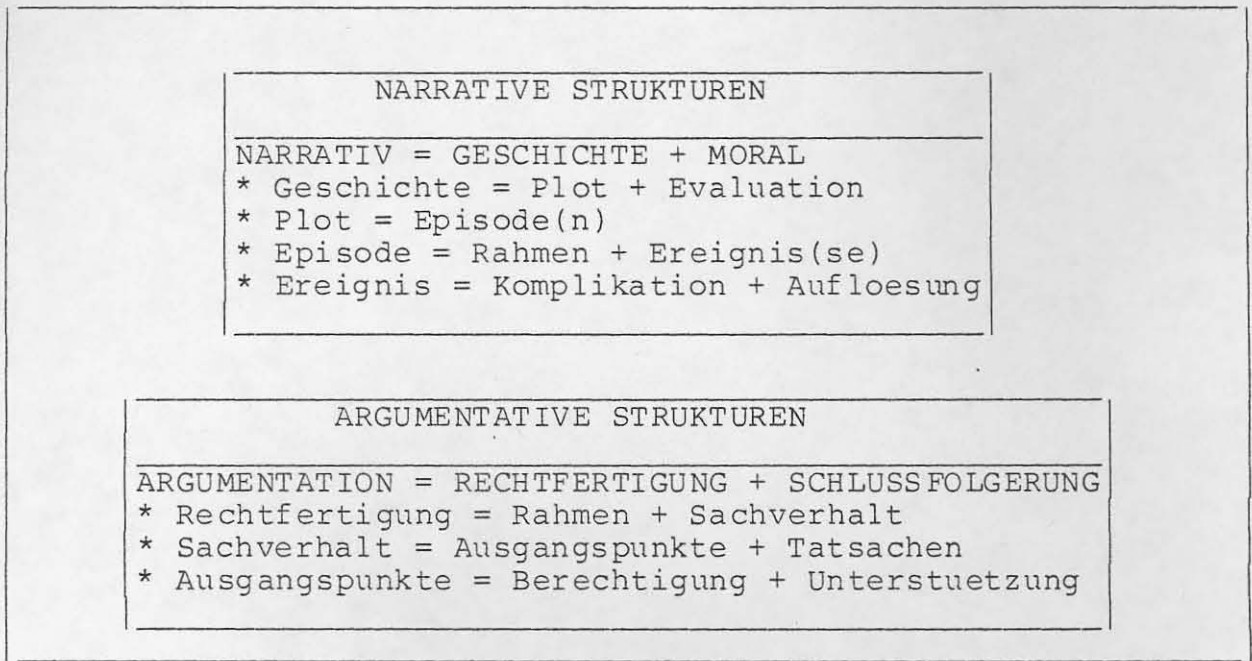 NARRATIVE STRUKTUREN
NARRATIV = GESCHICHTE + MORAL
* Geschichte = Plot + Evaluation
* Plot = Episode(n)
* Episode = Rahmen + Ereignis(se)
* Ereignis = Komplikation + Aufloesung
ARGUMENTATIVE STRUKTUREN
ARGUMENTATION = RECHTFERTIGUNG + SCHLUSSFOLGERUNG
* Rechtfertigung = Rahmen + Sachverhalt
* Sachverhalt = Ausgangspunkte + Tatsachen
* Ausgangspunkte = Berechtigung + Unterstuetzung